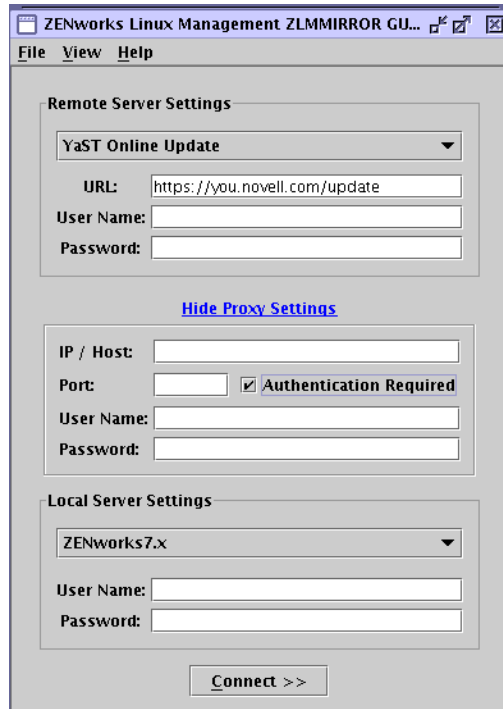 ZENworks Linux Management ZLMMIRROR GU...
File View Help
Remote Server Settings
YaST Online Update
URL: https://you.novell.com/update
User Name:
Password:
Hide Proxy Settings
IP / Host:
Port: Authentication Required
User Name:
Password:
Local Server Settings
ZENworks7.x
User Name:
Password:
Connect >>